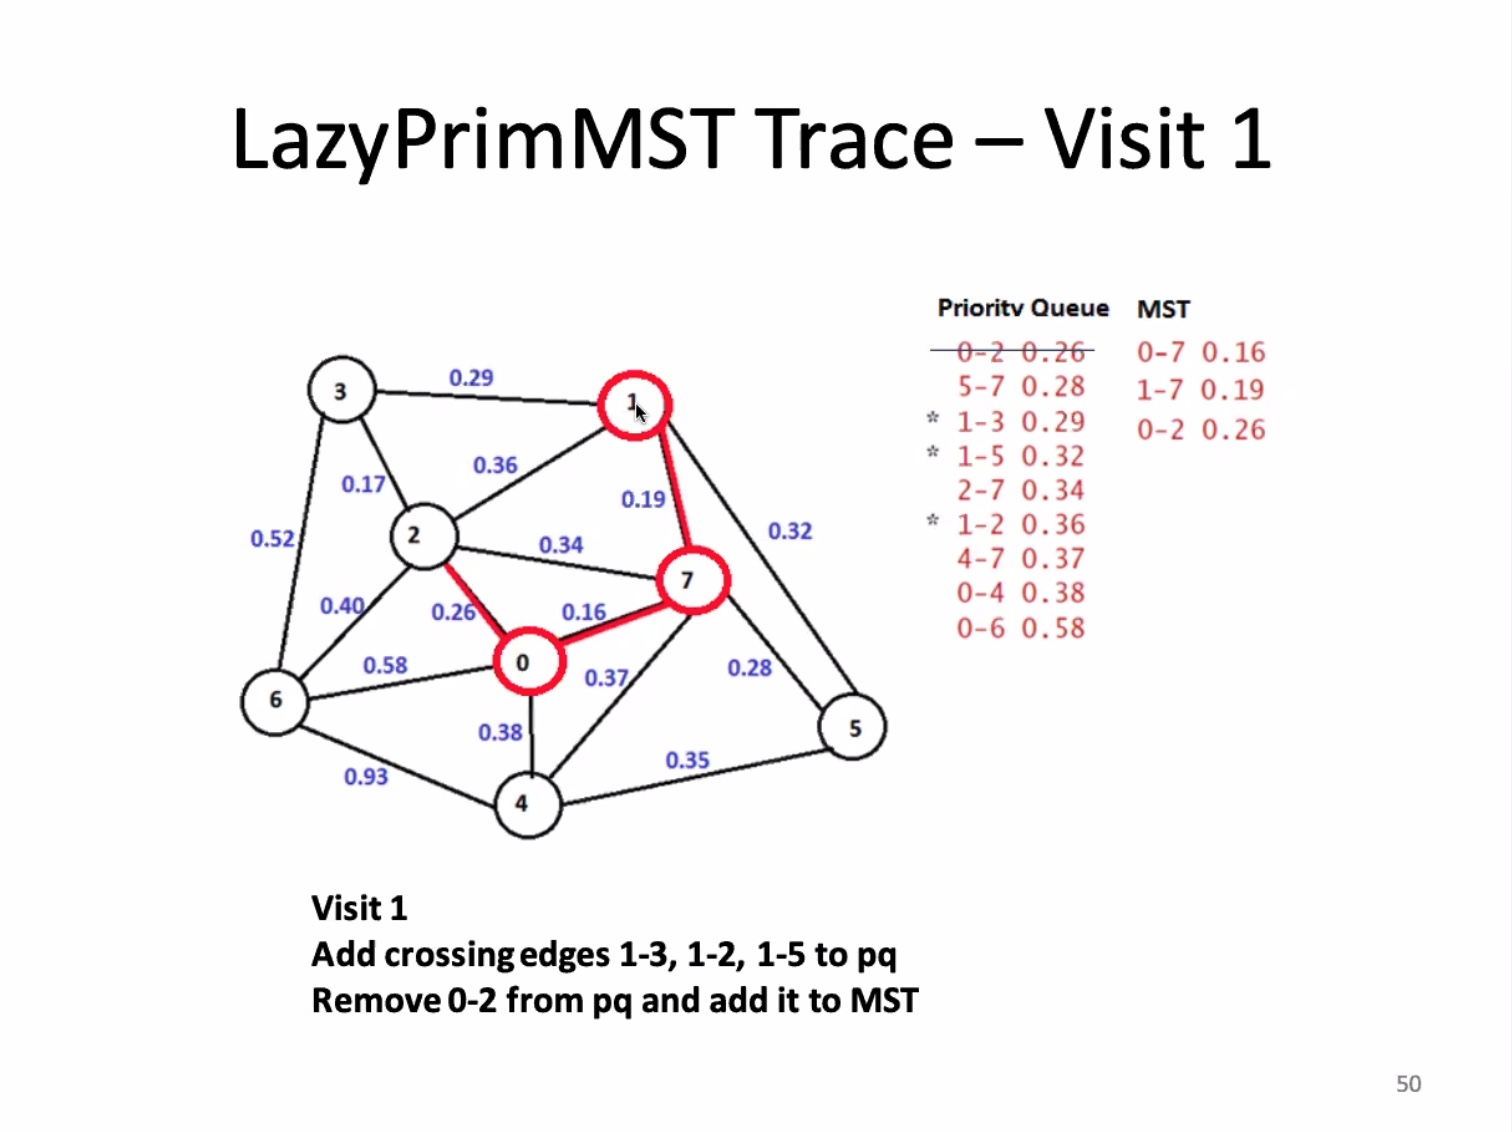 LazyPrimMST Trace – Visit 1
Priority Queue MST
0-2 0.26 0-7 0.16
5-7 0.28 1-7 0.19
* 1-3 0.29 0-2 0.26
* 1-5 0.32
2-7 0.34
* 1-2 0.36
4-7 0.37
0-4 0.38
0-6 0.58
3
0.29
1
0.17
0.36
0.19
0.52
2
0.34
0.32
7
0.40
0.26
0.16
0.58
0
0.37
0.28
6
0.38
5
0.93
0.35
4
Visit 1
Add crossing edges 1-3, 1-2, 1-5 to pq
Remove 0-2 from pq and add it to MST
50